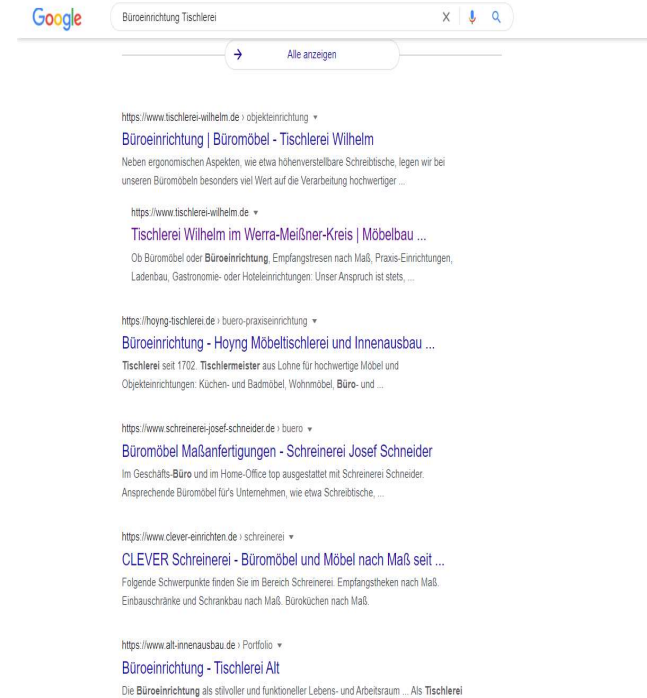 Google
Büroeinrichtung Tischlerei
Alle anzeigen
https://www.tischlerei-wilhelm.de › objekteinrichtung
Büroeinrichtung | Büromöbel - Tischlerei Wilhelm
Neben ergonomischen Aspekten, wie etwa höhenverstellbare Schreibtische, legen wir bei
unseren Büromöbeln besonders viel Wert auf die Verarbeitung hochwertiger ...
https://www.tischlerei-wilhelm.de
Tischlerei Wilhelm im Werra-Meißner-Kreis | Möbelbau ...
Ob Büromöbel oder Büroeinrichtung, Empfangstresen nach Maß, Praxis-Einrichtungen,
Ladenbau, Gastronomie- oder Hoteleinrichtungen: Unser Anspruch ist stets, ...
https://hoyng-tischlerei.de › buero-praxiseinrichtung
Büroeinrichtung - Hoyng Möbeltischlerei und Innenausbau ...
Tischlerei seit 1702. Tischlermeister aus Lohne für hochwertige Möbel und
Objekteinrichtungen: Küchen- und Badmöbel, Wohnmöbel, Büro- und ...
https://www.schreinerei-josef-schneider.de › buero
Büromöbel Maßanfertigungen - Schreinerei Josef Schneider
Im Geschäfts-Büro und im Home-Office top ausgestattet mit Schreinerei Schneider.
Ansprechende Büromöbel für's Unternehmen, wie etwa Schreibtische, ...
https://www.clever-einrichten.de › schreinerei
CLEVER Schreinerei - Büromöbel und Möbel nach Maß seit ...
Folgende Schwerpunkte finden Sie im Bereich Schreinerei. Empfangstheken nach Maß.
Einbauschränke und Schrankbau nach Maß. Büroküchen nach Maß.
https://www.alt-innenausbau.de › Portfolio
Büroeinrichtung - Tischlerei Alt
Die Büroeinrichtung als stilvoller und funktioneller Lebens- und Arbeitsraum ... Als Tischlerei